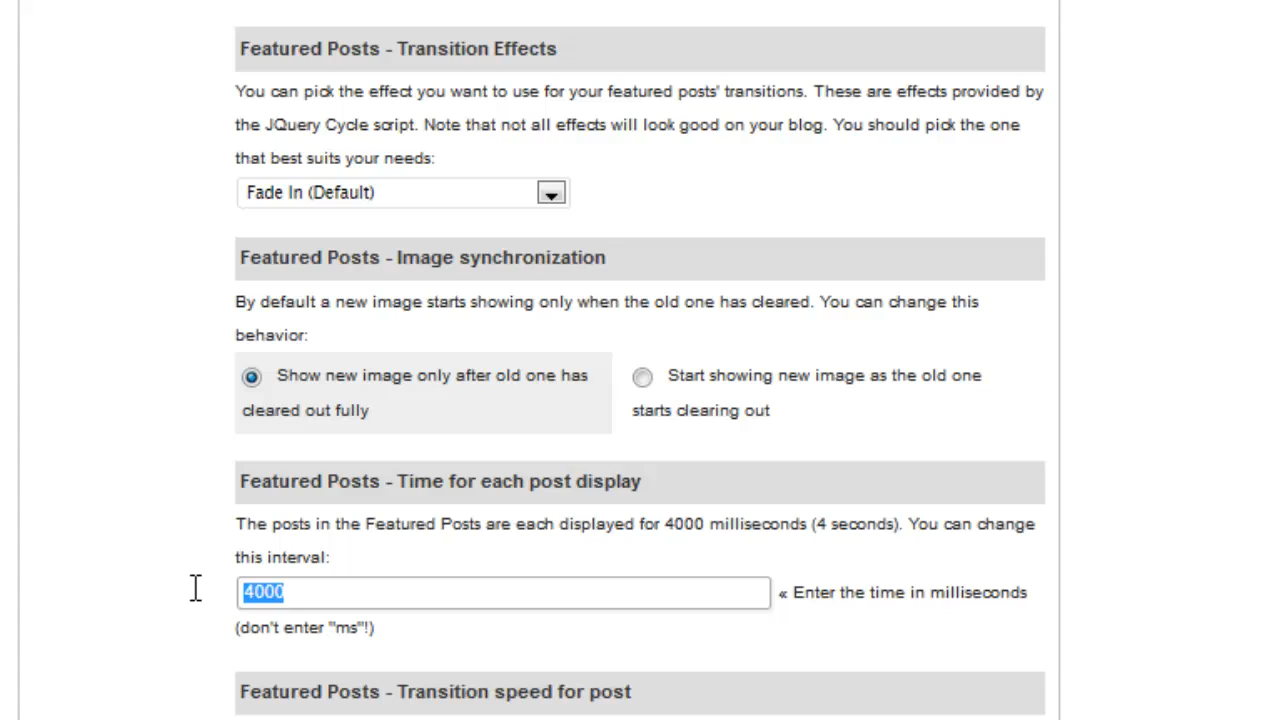 Featured Posts - Transition Effects
You can pick the effect you want to use for your featured posts' transitions. These are effects provided by
the JQuery Cycle script. Note that not all effects will look good on your blog. You should pick the one
that best suits your needs:
Fade In (Default)
Featured Posts - Image synchronization
By default a new image starts showing only when the old one has cleared. You can change this
behavior:
Show new image only after old one has
cleared out fully
Start showing new image as the old one
starts clearing out
Featured Posts - Time for each post display
The posts in the Featured Posts are each displayed for 4000 milliseconds (4 seconds). You can change
this interval:
4000 « Enter the time in milliseconds
(don't enter "ms"!)
Featured Posts - Transition speed for post